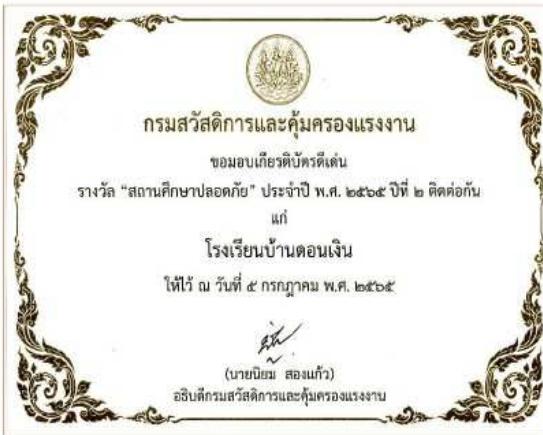 กรมสวัสดิการและคุ้มครองแรงงาน
ขอมอบเกียรติบัตรดีเด่น
รางวัล “สถานศึกษาปลอดภัย” ประจำปี พ.ศ. ๒๕๖๕ ปีที่ ๒ ติดต่อกัน
แก่
โรงเรียนบ้านดอนเงิน
ให้ไว้ ณ วันที่ ๕ กรกฎาคม พ.ศ. ๒๕๖๕
(นายนิยม สองแก้ว)
อธิบดีกรมสวัสดิการและคุ้มครองแรงงาน